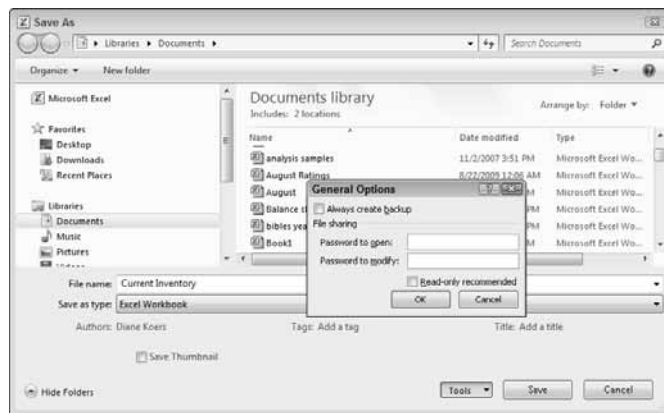 Save As
Libraries ▸ Documents ▸
Search Documents
Organize ▾ New folder
Microsoft Excel
Favorites
Desktop
Downloads
Recent Places
Libraries
Documents
Music
Pictures
Documents library
Includes: 2 locations
Arrange by: Folder ▾
Name Date modified Type
analysis samples 11/2/2007 3:51 PM Microsoft Excel Wo...
August Ratings 8/22/2009 12:06 AM Microsoft Excel Wo...
August PM Microsoft Excel Wo...
Balance PM Microsoft Excel Wo...
bibles PM Microsoft Excel Wo...
Book1 M Microsoft Excel Wo...
General Options
Always create backup
File sharing
Password to open:
Password to modify:
Read-only recommended
OK Cancel
File name: Current Inventory
Save as type: Excel Workbook
Authors: Diane Koers Tags: Add a tag Title: Add a title
Save Thumbnail
Hide Folders Tools ▾ Save Cancel